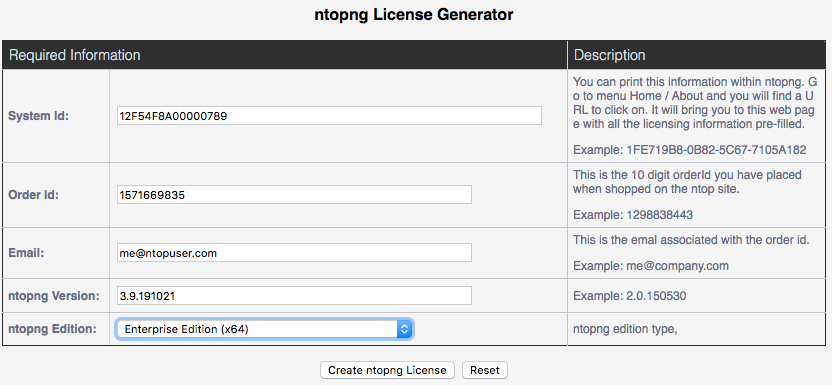 ntopng License Generator
Required Information Description
You can print this information within ntopng. G
o to menu Home / About and you will find a U
RL to click on. It will bring you to this web pag
e with all the licensing information pre-filled.
System Id: 12F54F8A00000789
Example: 1FE719B8-0B82-5C67-7105A182
This is the 10 digit orderId you have placed
when shopped on the ntop site.
Order Id: 1571669835
Example: 1298838443
This is the emal associated with the order id.
Email: me@ntopuser.com
Example: me@company.com
ntopng Version: 3.9.191021 Example: 2.0.150530
ntopng Edition: Enterprise Edition (x64) ntopng edition type,
Create ntopng License Reset